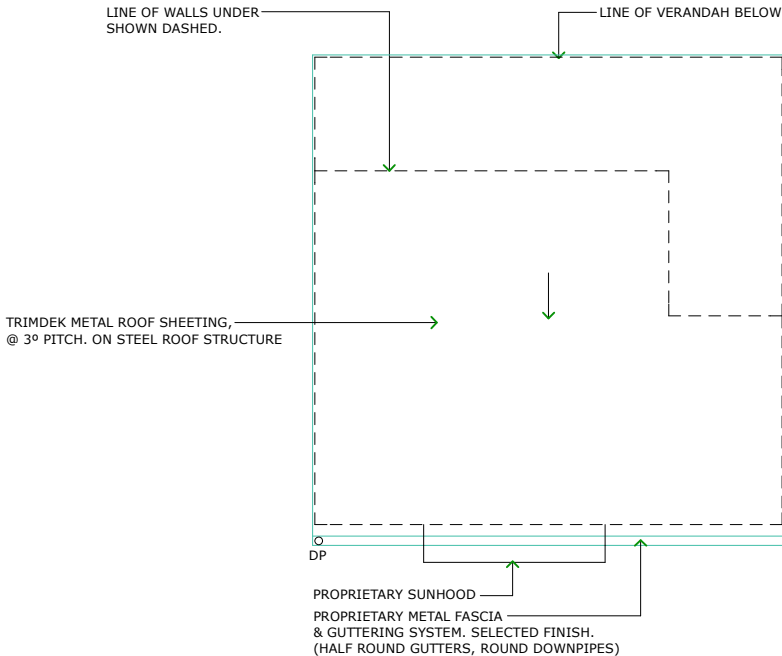 LINE OF WALLS UNDER
SHOWN DASHED.
LINE OF VERANDAH BELOW
TRIMDEK METAL ROOF SHEETING,
@ 3º PITCH. ON STEEL ROOF STRUCTURE
DP
PROPRIETARY SUNHOOD
PROPRIETARY METAL FASCIA
& GUTTERING SYSTEM. SELECTED FINISH.
(HALF ROUND GUTTERS, ROUND DOWNPIPES)